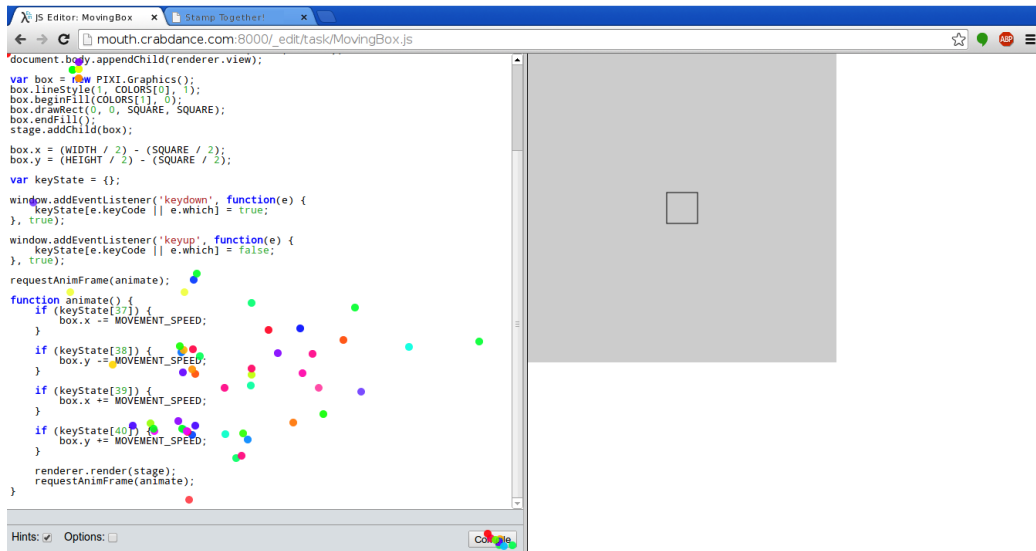 JS Editor: MovingBox
Stamp Together!
mouth.crabdance.com:8000/_edit/task/MovingBox.js
ABP
document.body.appendChild(renderer.view);
var box = new PIXI.Graphics();
box.lineStyle(1, COLORS[0], 1);
box.beginFill(COLORS[1], 0);
box.drawRect(0, 0, SQUARE, SQUARE);
box.endFill();
stage.addChild(box);
box.x = (WIDTH / 2) - (SQUARE / 2);
box.y = (HEIGHT / 2) - (SQUARE / 2);
var keyState = {};
window.addEventListener('keydown', function(e) {
    keyState[e.keyCode || e.which] = true;
}, true);
window.addEventListener('keyup', function(e) {
    keyState[e.keyCode || e.which] = false;
}, true);
requestAnimFrame(animate);
function animate() {
    if (keyState[37]) {
        box.x -= MOVEMENT_SPEED;
    }
    if (keyState[38]) {
        box.y -= MOVEMENT_SPEED;
    }
    if (keyState[39]) {
        box.x += MOVEMENT_SPEED;
    }
    if (keyState[40]) {
        box.y += MOVEMENT_SPEED;
    }
    renderer.render(stage);
    requestAnimFrame(animate);
}
Hints:
Options: